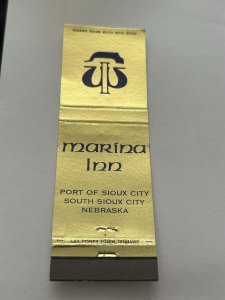 MARINA
INN
PORT OF SIOUX CITY
SOUTH SIOUX CITY
NEBRASKA